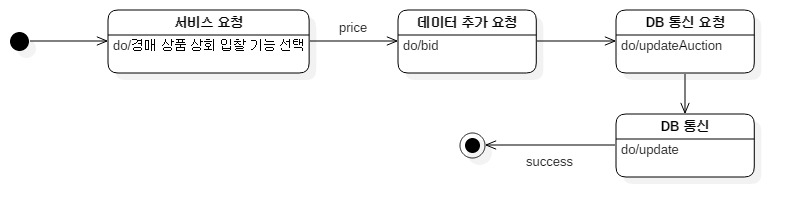 서비스 요청
do/경매 상품 상회 입찰 기능 선택
price
데이터 추가 요청
do/bid
DB 통신 요청
do/updateAuction
DB 통신
do/update
success